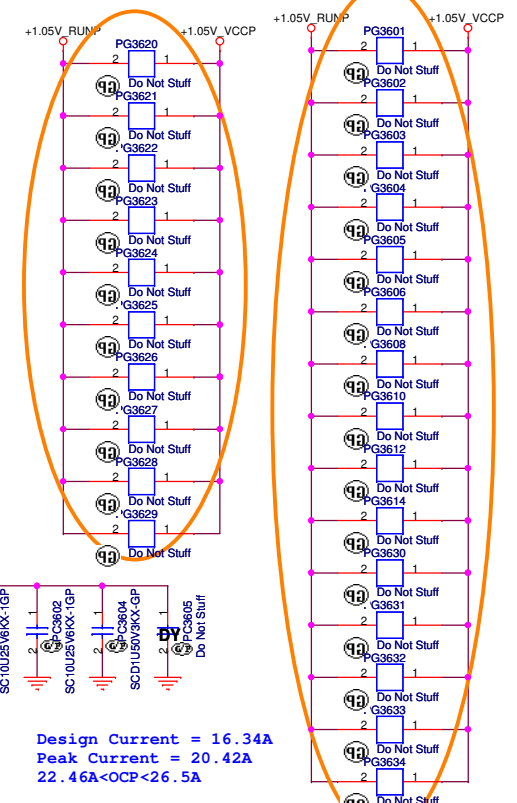 +1.05V_RUNP
+1.05V_VCCP
PG3620
2
1
Do Not Stuff
PG3621
2
1
Do Not Stuff
PG3622
2
1
Do Not Stuff
PG3623
2
1
Do Not Stuff
PG3624
2
1
Do Not Stuff
PG3625
2
1
Do Not Stuff
PG3626
2
1
Do Not Stuff
PG3627
2
1
Do Not Stuff
PG3628
2
1
Do Not Stuff
PG3629
2
1
Do Not Stuff
+1.05V_RUNP
+1.05V_VCCP
PG3601
2
1
Do Not Stuff
PG3602
2
1
Do Not Stuff
PG3603
2
1
Do Not Stuff
PG3604
2
1
Do Not Stuff
PG3605
2
1
Do Not Stuff
PG3606
2
1
Do Not Stuff
PG3608
2
1
Do Not Stuff
PG3610
2
1
Do Not Stuff
PG3612
2
1
Do Not Stuff
PG3614
2
1
Do Not Stuff
PG3630
2
1
Do Not Stuff
PG3631
2
1
Do Not Stuff
PG3632
2
1
Do Not Stuff
PG3633
2
1
Do Not Stuff
PG3634
2
1
Do Not Stuff
SC10U25V6KX-1GP
1
2
PC3602
SC10U25V6KX-1GP
1
2
PC3604
SCD1U50V3KX-GP
1
2
DY
PC3605
Do Not Stuff
Design Current = 16.34A
Peak Current = 20.42A
22.46A<OCP<26.5A